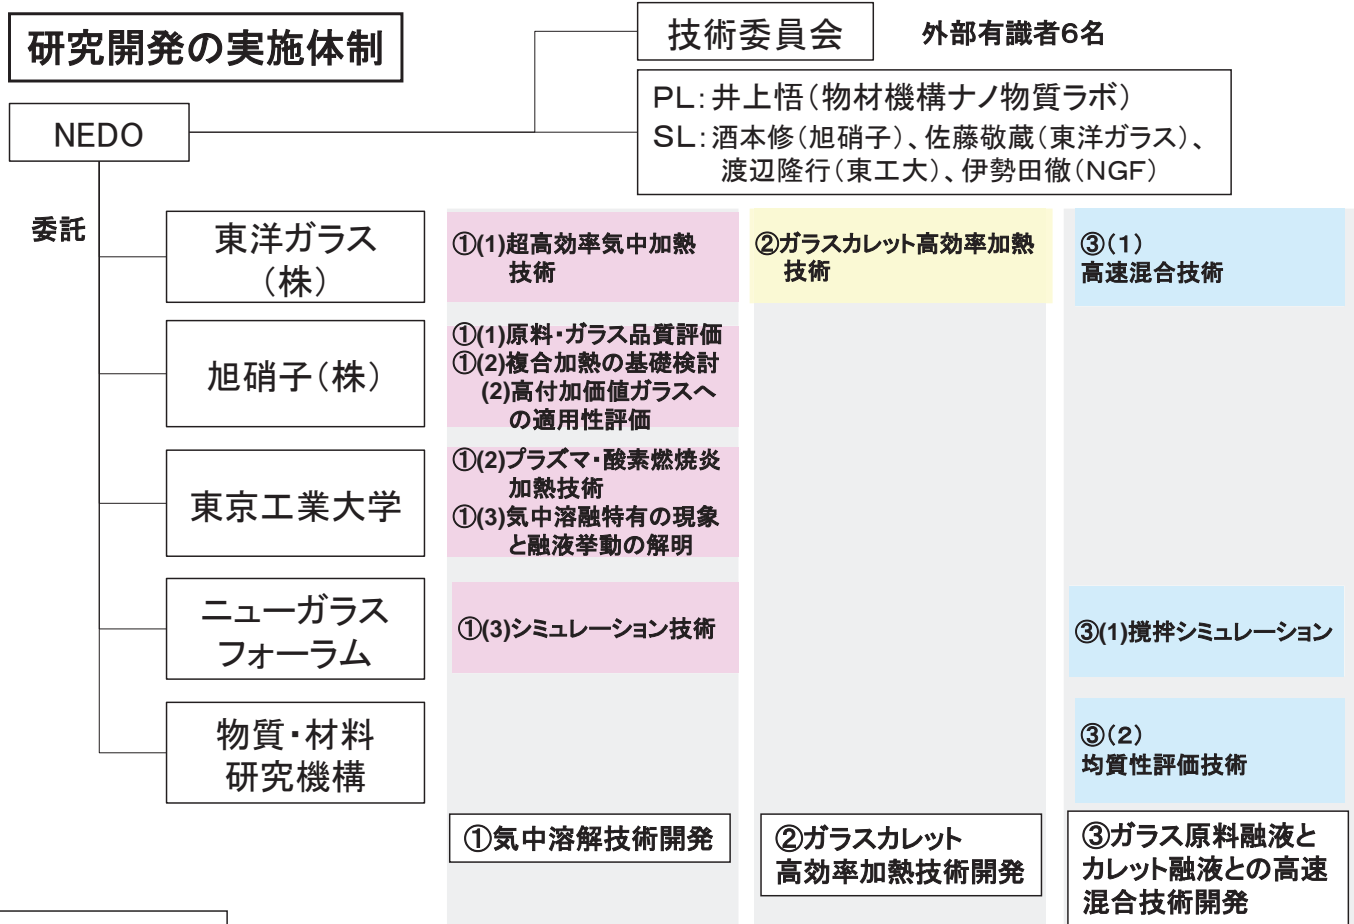 研究開発の実施体制
技術委員会
外部有識者6名
NEDO
PL:井上悟(物材機構ナノ物質ラボ)
SL:酒本修(旭硝子)、佐藤敬蔵(東洋ガラス)、
渡辺隆行(東工大)、伊勢田徹(NGF)
委託
東洋ガラス
(株)
①(1)超高効率気中加熱
技術
②ガラスカレット高効率加熱
技術
③(1)
高速混合技術
旭硝子(株)
①(1)原料・ガラス品質評価
①(2)複合加熱の基礎検討
(2)高付加価値ガラスへ
の適用性評価
東京工業大学
①(2)プラズマ・酸素燃焼炎
加熱技術
①(3)気中溶融特有の現象
と融液挙動の解明
ニューガラス
フォーラム
①(3)シミュレーション技術
③(1)攪拌シミュレーション
物質・材料
研究機構
③(2)
均質性評価技術
①気中溶解技術開発
②ガラスカレット
高効率加熱技術開発
③ガラス原料融液と
カレット融液との高速
混合技術開発